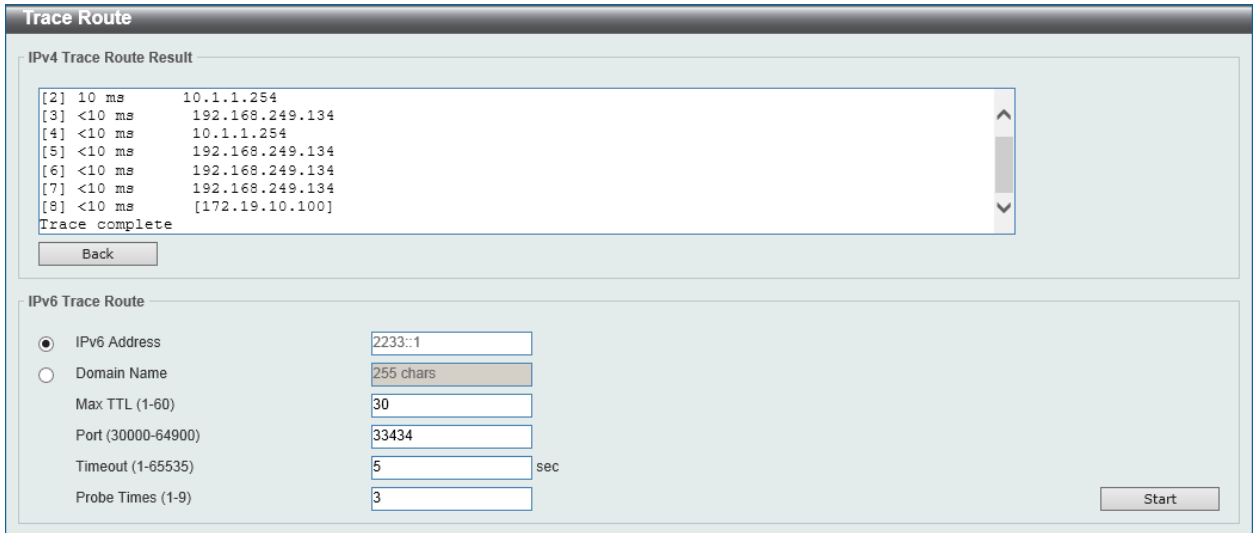 Trace Route
IPv4 Trace Route Result
[2] 10 ms 10.1.1.254
[3] <10 ms 192.168.249.134
[4] <10 ms 10.1.1.254
[5] <10 ms 192.168.249.134
[6] <10 ms 192.168.249.134
[7] <10 ms 192.168.249.134
[8] <10 ms [172.19.10.100]
Trace complete
Back
IPv6 Trace Route
IPv6 Address 2233::1
Domain Name 255 chars
Max TTL (1-60) 30
Port (30000-64900) 33434
Timeout (1-65535) 5 sec
Probe Times (1-9) 3 Start